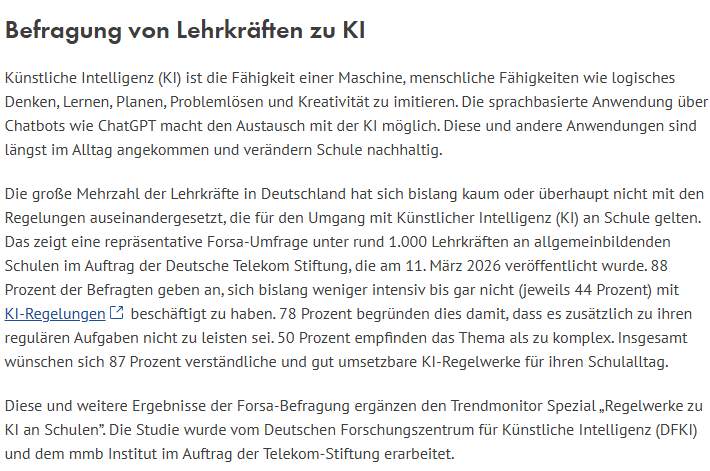 Befragung von Lehrkräften zu KI
Künstliche Intelligenz (KI) ist die Fähigkeit einer Maschine, menschliche Fähigkeiten wie logisches
Denken, Lernen, Planen, Problemlösen und Kreativität zu imitieren. Die sprachbasierte Anwendung über
Chatbots wie ChatGPT macht den Austausch mit der KI möglich. Diese und andere Anwendungen sind
längst im Alltag angekommen und verändern Schule nachhaltig.
Die große Mehrzahl der Lehrkräfte in Deutschland hat sich bislang kaum oder überhaupt nicht mit den
Regelungen auseinandergesetzt, die für den Umgang mit Künstlicher Intelligenz (KI) an Schule gelten.
Das zeigt eine repräsentative Forsa-Umfrage unter rund 1.000 Lehrkräften an allgemeinbildenden
Schulen im Auftrag der Deutsche Telekom Stiftung, die am 11. März 2026 veröffentlicht wurde. 88
Prozent der Befragten geben an, sich bislang weniger intensiv bis gar nicht (jeweils 44 Prozent) mit
KI-Regelungen beschäftigt zu haben. 78 Prozent begründen dies damit, dass es zusätzlich zu ihren
regulären Aufgaben nicht zu leisten sei. 50 Prozent empfinden das Thema als zu komplex. Insgesamt
wünschen sich 87 Prozent verständliche und gut umsetzbare KI-Regelwerke für ihren Schulalltag.
Diese und weitere Ergebnisse der Forsa-Befragung ergänzen den Trendmonitor Spezial „Regelwerke zu
KI an Schulen”. Die Studie wurde vom Deutschen Forschungszentrum für Künstliche Intelligenz (DFKI)
und dem mmb Institut im Auftrag der Telekom-Stiftung erarbeitet.